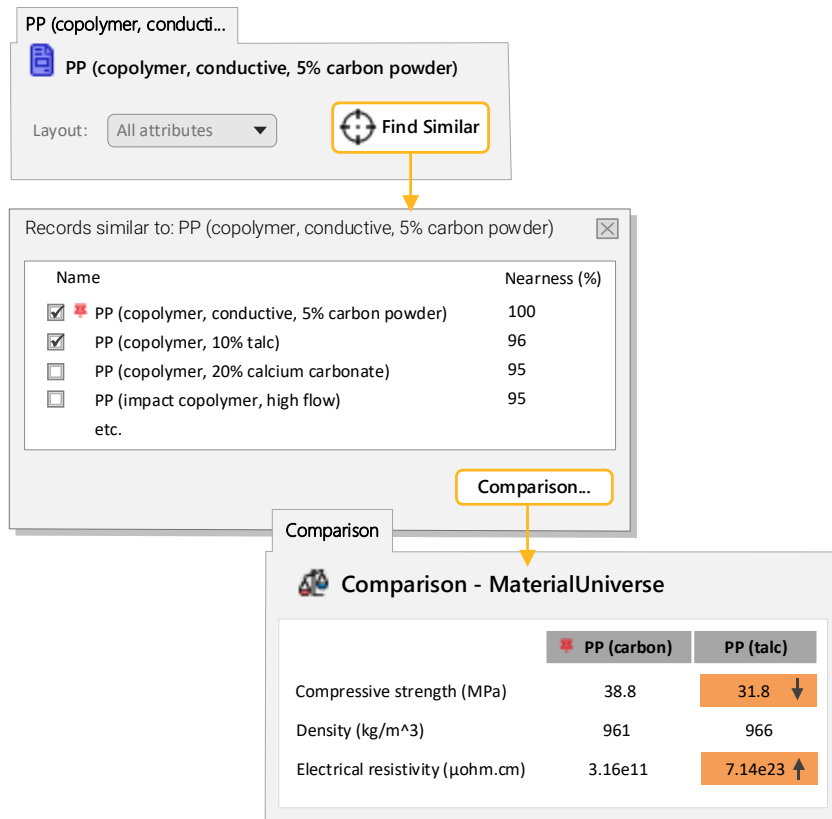 PP (copolymer, conducti...
PP (copolymer, conductive, 5% carbon powder)
Layout: All attributes Find Similar
Records similar to: PP (copolymer, conductive, 5% carbon powder)
Name Nearness (%)
PP (copolymer, conductive, 5% carbon powder) 100
PP (copolymer, 10% talc) 96
PP (copolymer, 20% calcium carbonate) 95
PP (impact copolymer, high flow) 95
etc.
Comparison...
Comparison
Comparison - MaterialUniverse
PP (carbon) PP (talc)
Compressive strength (MPa) 38.8 31.8
Density (kg/m^3) 961 966
Electrical resistivity (µohm.cm) 3.16e11 7.14e23